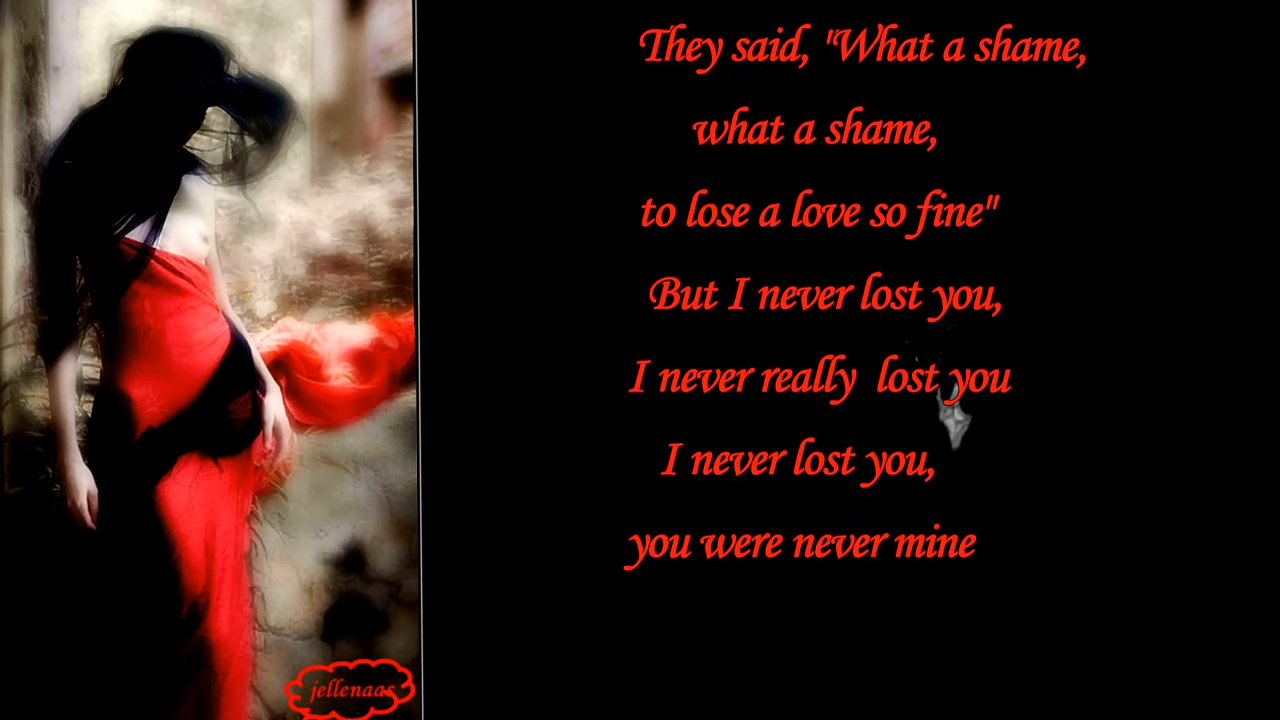 They said, "What a shame,
what a shame,
to lose a love so fine"
But I never lost you,
I never really lost you
I never lost you,
you were never mine
jellenaas